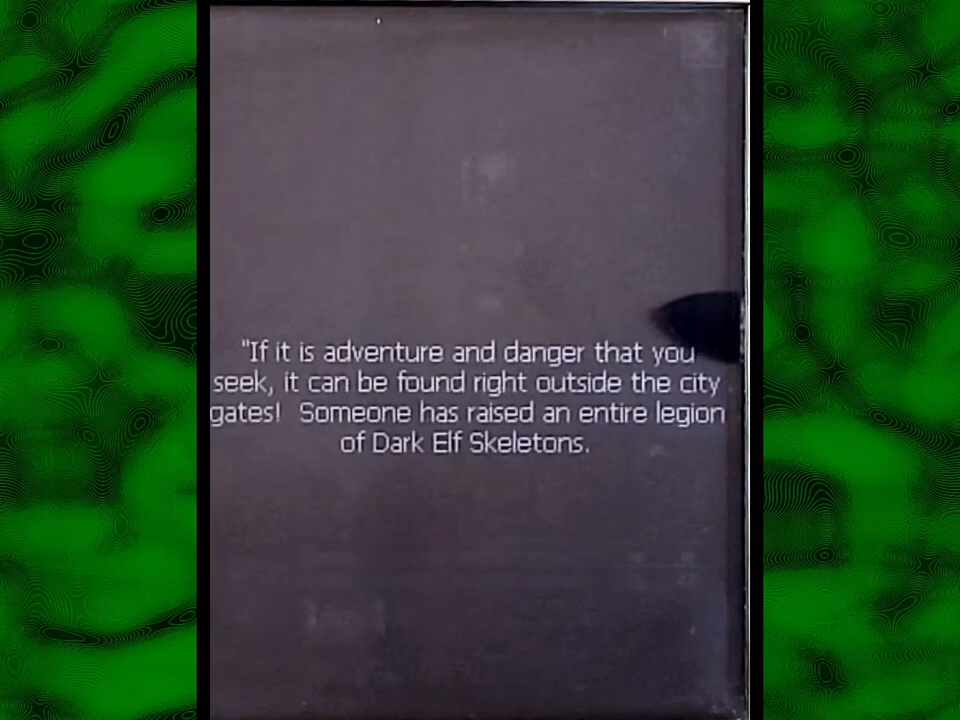 "If it is adventure and danger that you
seek, it can be found right outside the city
gates!  Someone has raised an entire legion
of Dark Elf Skeletons.